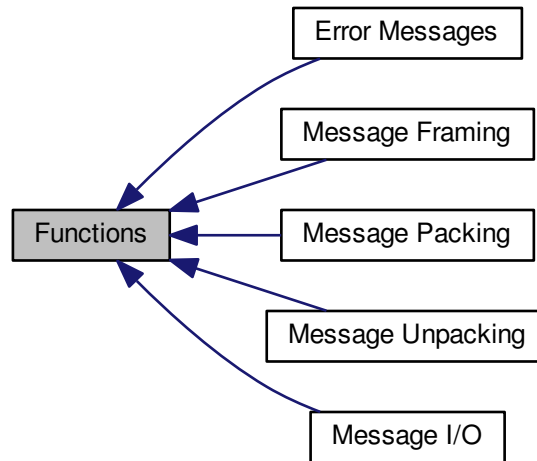 Error Messages
Message Framing
Functions
Message Packing
Message Unpacking
Message I/O